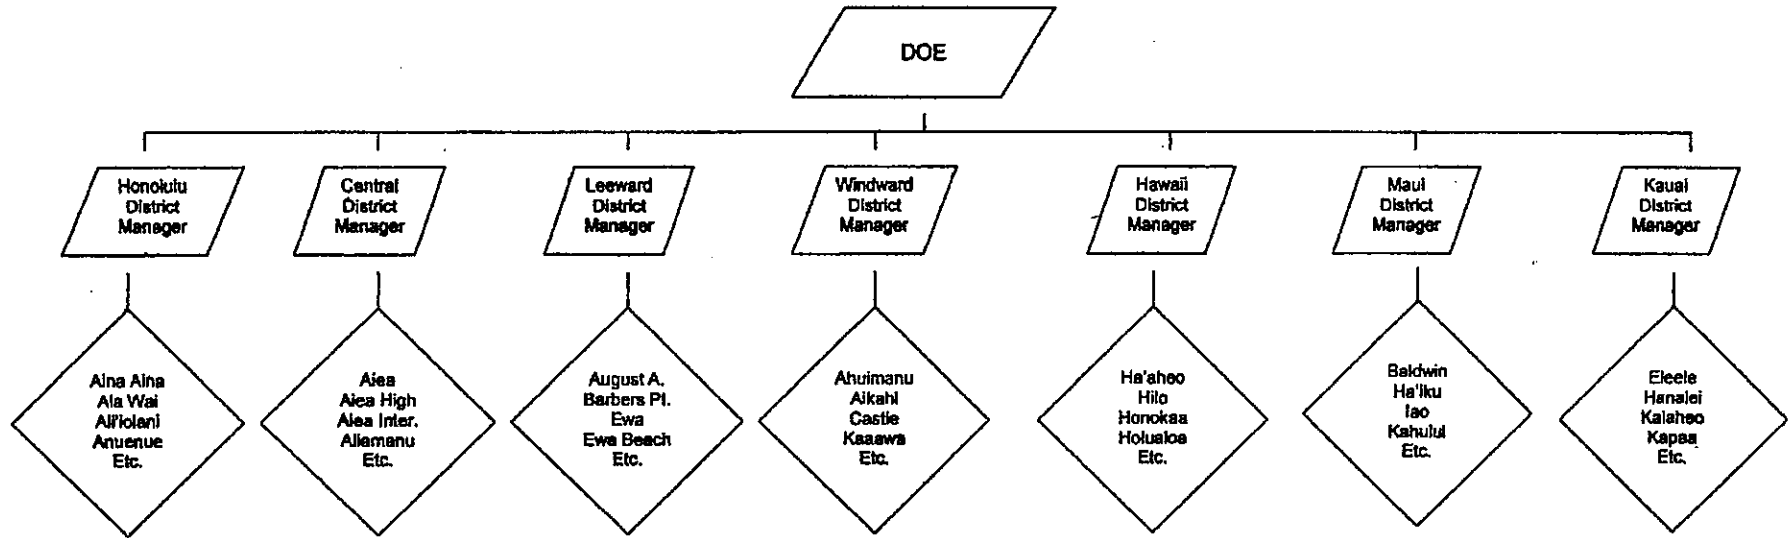 DOE
Honolulu
District
Manager
Central
District
Manager
Leeward
District
Manager
Windward
District
Manager
Hawaii
District
Manager
Maui
District
Manager
Kauai
District
Manager
Aina Aina
Ala Wai
Ali'iolani
Anuenue
Etc.
Aiea
Aiea High
Aiea Inter.
Aliamanu
Etc.
August A.
Barbers Pt.
Ewa
Ewa Beach
Etc.
Ahuimanu
Aikahi
Castle
Kaaawa
Etc.
Ha'aheo
Hilo
Honokaa
Holualoa
Etc.
Baldwin
Ha'iku
Iao
Kahului
Etc.
Eleele
Hanalei
Kalaheo
Kapaa
Etc.